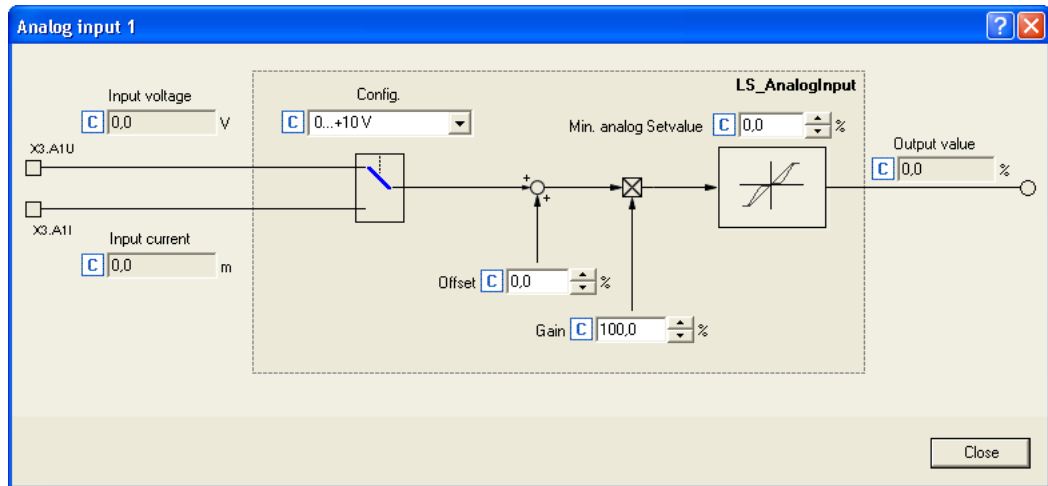 Analog input 1
LS_AnalogInput
Input voltage
C 0,0 V
Config.
C 0...+10 V
Min. analog Setvalue C 0,0 %
Output value
C 0,0 %
X3.A1U
+
+
X3.A1I
Input current
C 0,0 m
Offset C 0,0 %
Gain C 100,0 %
Close